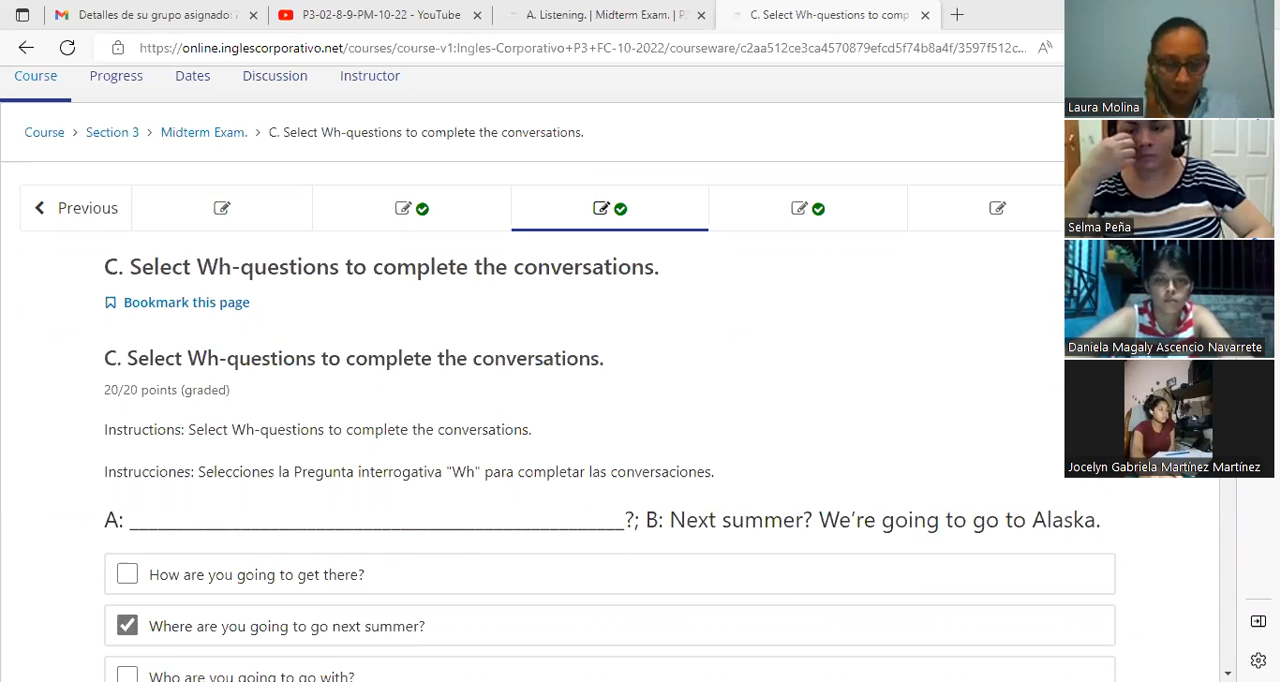 Detalles de su grupo asignado:
P3-02-8-9-PM-10-22 - YouTube
A. Listening. | Midterm Exam. | P3
C. Select Wh-questions to comp
https://online.inglescorporativo.net/courses/course-v1:Ingles-Corporativo+P3+FC-10-2022/courseware/c2aa512ce3ca4570879efcd5f74b8a4f/3597f512c...
Course
Progress
Dates
Discussion
Instructor
Course > Section 3 > Midterm Exam. > C. Select Wh-questions to complete the conversations.
Previous
C. Select Wh-questions to complete the conversations.
Bookmark this page
C. Select Wh-questions to complete the conversations.
20/20 points (graded)
Instructions: Select Wh-questions to complete the conversations.
Instrucciones: Selecciones la Pregunta interrogativa "Wh" para completar las conversaciones.
A: ______________________________________________?; B: Next summer? We’re going to go to Alaska.
How are you going to get there?
Where are you going to go next summer?
Who are you going to go with?
Laura Molina
Selma Peña
Daniela Magaly Ascencio Navarrete
Jocelyn Gabriela Martínez Martínez